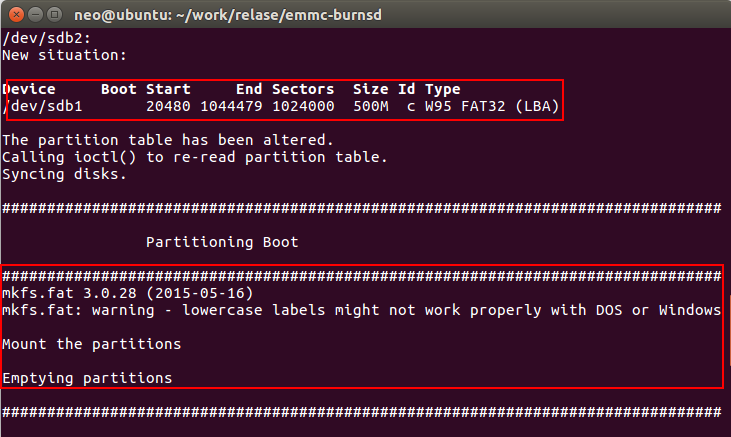 neo@ubuntu: ~/work/relase/emmc-burnsd
/dev/sdb2:
New situation:
Device     Boot Start     End Sectors  Size Id Type
/dev/sdb1       20480 1044479 1024000  500M  c W95 FAT32 (LBA)
The partition table has been altered.
Calling ioctl() to re-read partition table.
Syncing disks.
################################################################################
Partitioning Boot
################################################################################
mkfs.fat 3.0.28 (2015-05-16)
mkfs.fat: warning - lowercase labels might not work properly with DOS or Windows
Mount the partitions
Emptying partitions
################################################################################